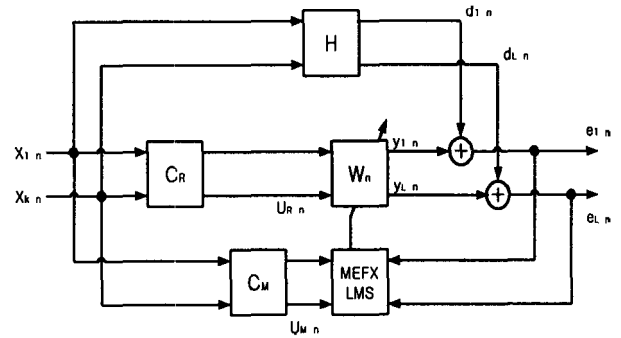 d1 n
H
dL n
X1 n
Xk n
CR
UR n
Wn
y1 n
yL n
+
+
e1 n
eL n
CM
UM n
MEFX
LMS